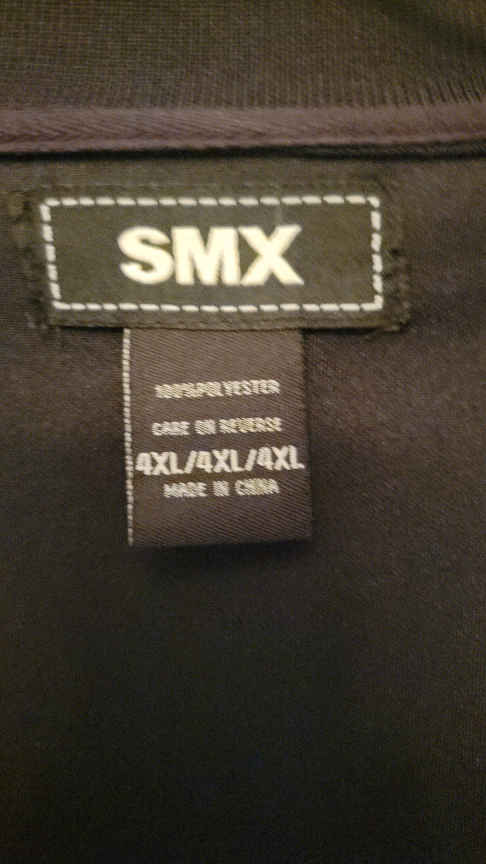 SMX
100%POLYESTER
CARE ON REVERSE
4XL/4XL/4XL
MADE IN CHINA